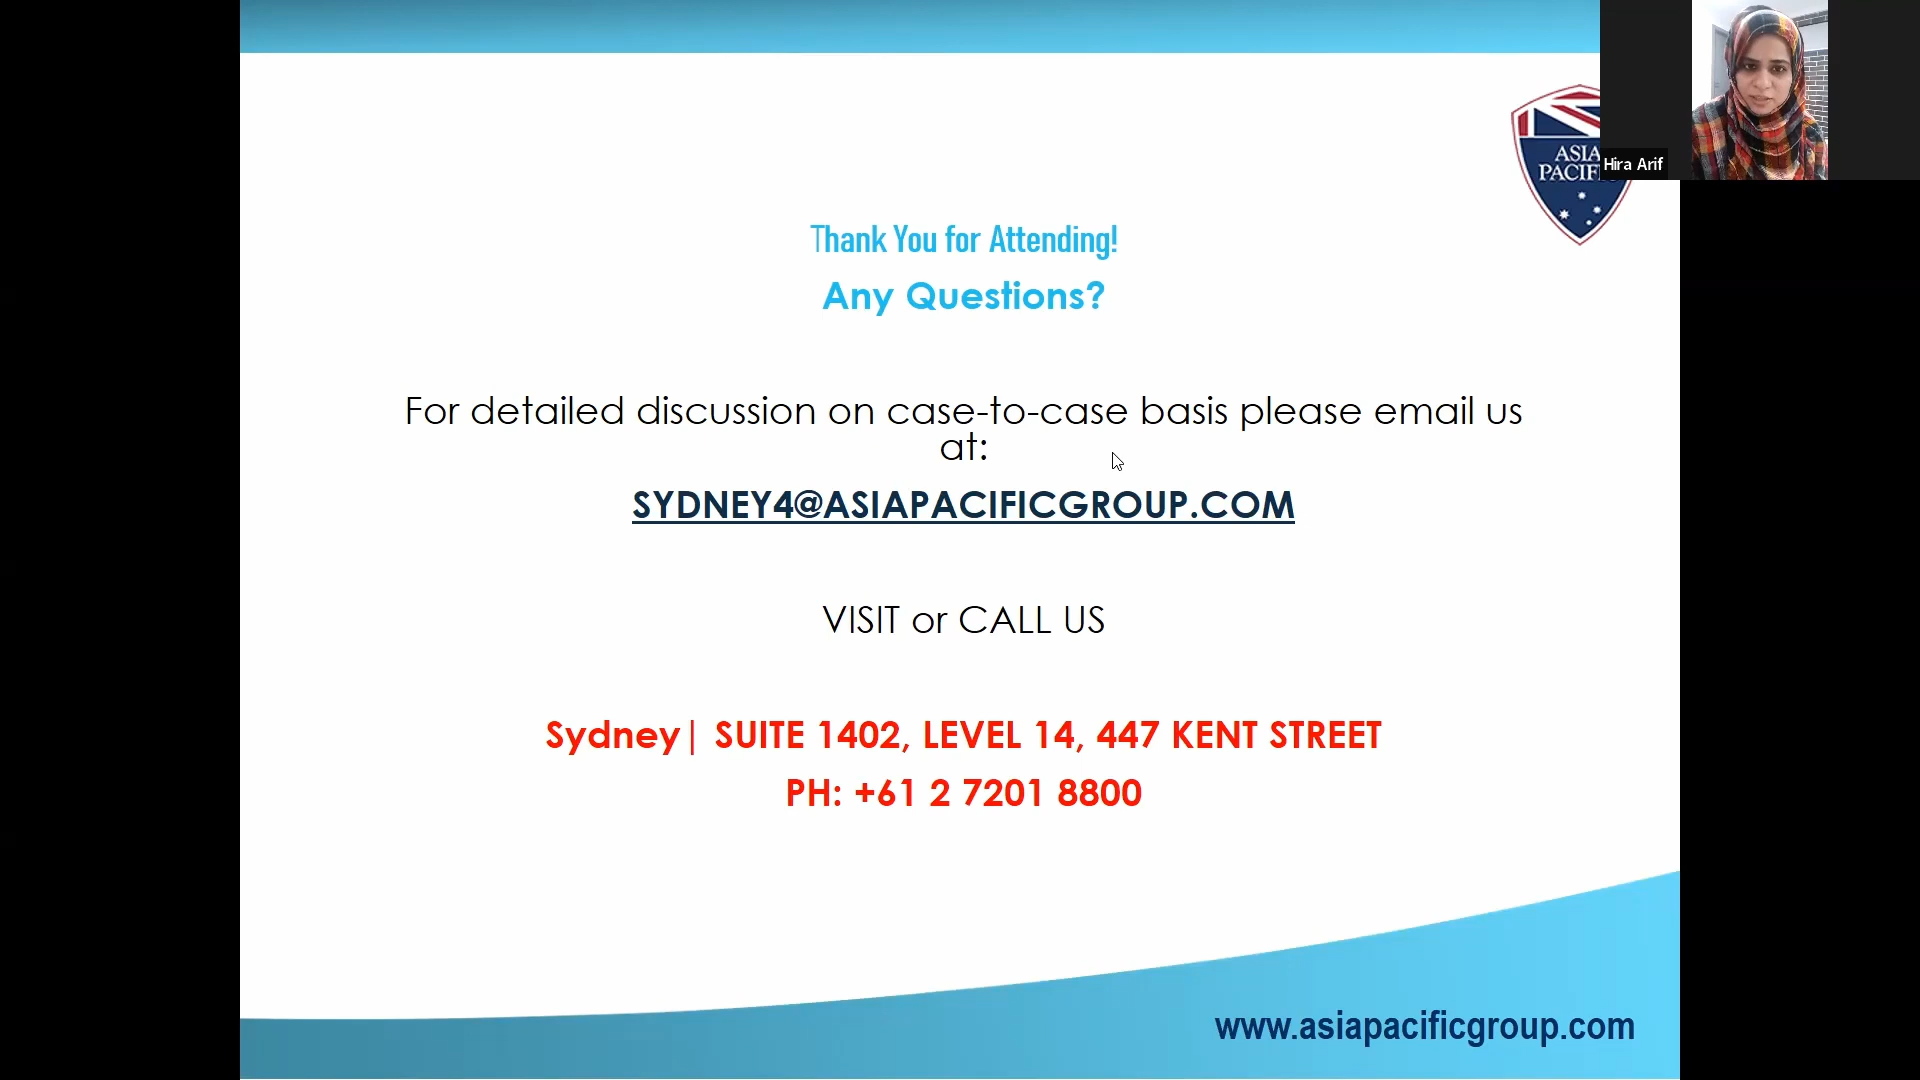 ASIA
PACIFI
Hira Arif
Thank You for Attending!
Any Questions?
For detailed discussion on case-to-case basis please email us
at:
SYDNEY4@ASIAPACIFICGROUP.COM
VISIT or CALL US
Sydney| SUITE 1402, LEVEL 14, 447 KENT STREET
PH: +61 2 7201 8800
www.asiapacificgroup.com